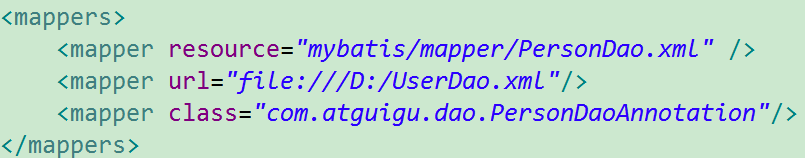 <mappers>
<mapper resource="mybatis/mapper/PersonDao.xml" />
<mapper url="file:///D:/UserDao.xml"/>
<mapper class="com.atguigu.dao.PersonDaoAnnotation"/>
</mappers>